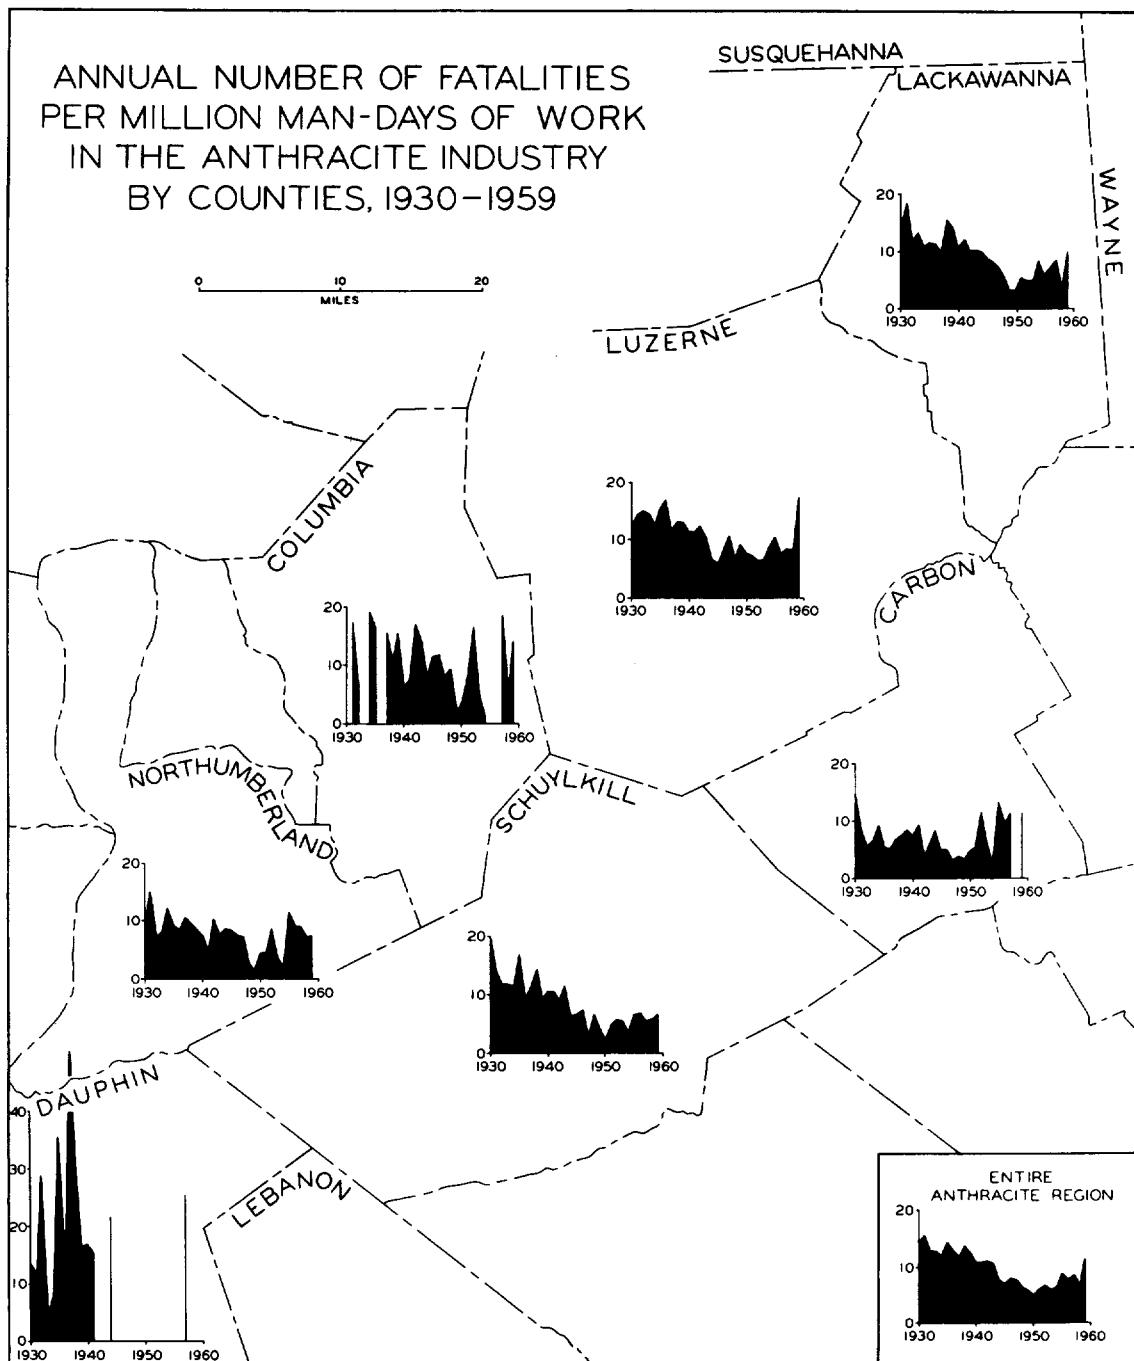 ANNUAL NUMBER OF FATALITIES
PER MILLION MAN-DAYS OF WORK
IN THE ANTHRACITE INDUSTRY
BY COUNTIES, 1930–1959
0 10 20
MILES
SUSQUEHANNA
LACKAWANNA
WAYNE
20
10
0
1930 1940 1950 1960
LUZERNE
20
10
0
1930 1940 1950 1960
COLUMBIA
20
10
0
1930 1940 1950 1960
CARBON
20
10
0
1930 1940 1950 1960
NORTHUMBERLAND
20
10
0
1930 1940 1950 1960
SCHUYLKILL
20
10
0
1930 1940 1950 1960
DAUPHIN
40
30
20
10
0
1930 1940 1950 1960
LEBANON
ENTIRE
ANTHRACITE REGION
20
10
0
1930 1940 1950 1960